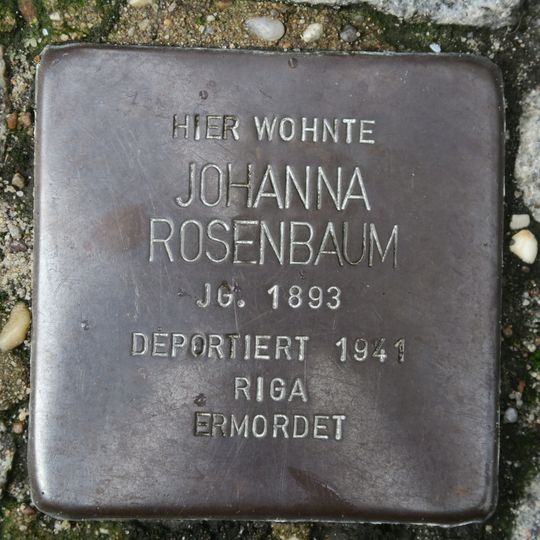 HIER WOHNTE
JOHANNA
ROSENBAUM
JG. 1893
DEPORTIERT 1941
RIGA
ERMORDET